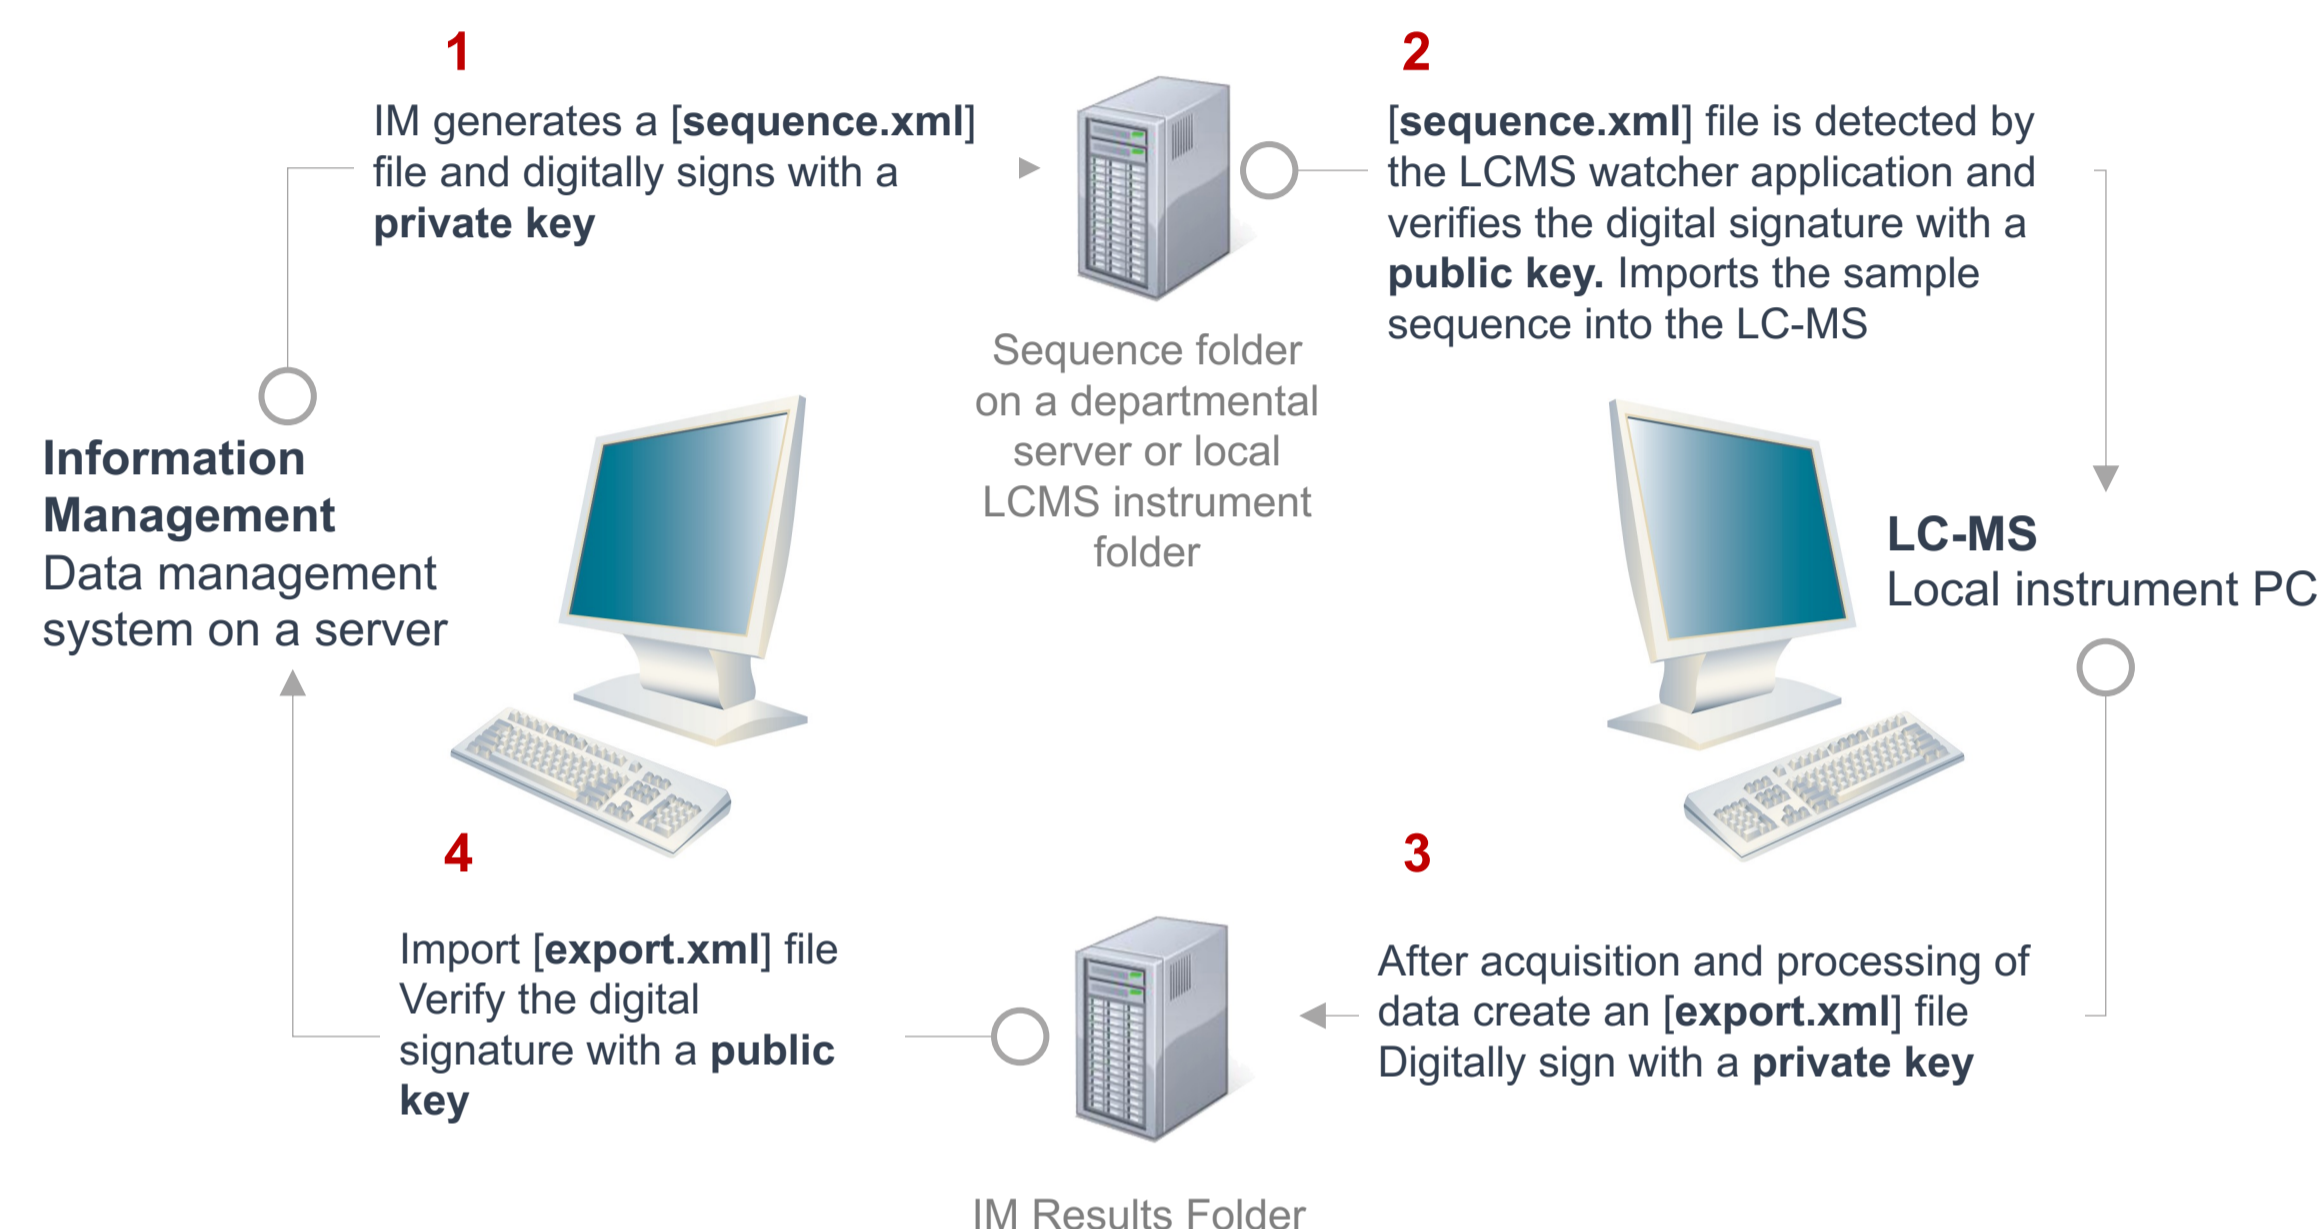 1
IM generates a [sequence.xml]
file and digitally signs with a
private key
2
[sequence.xml] file is detected by
the LCMS watcher application and
verifies the digital signature with a
public key. Imports the sample
sequence into the LC-MS
Sequence folder
on a departmental
server or local
LCMS instrument
folder
Information
Management
Data management
system on a server
LC-MS
Local instrument PC
3
After acquisition and processing of
data create an [export.xml] file
Digitally sign with a private key
4
Import [export.xml] file
Verify the digital
signature with a public
key
IM Results Folder